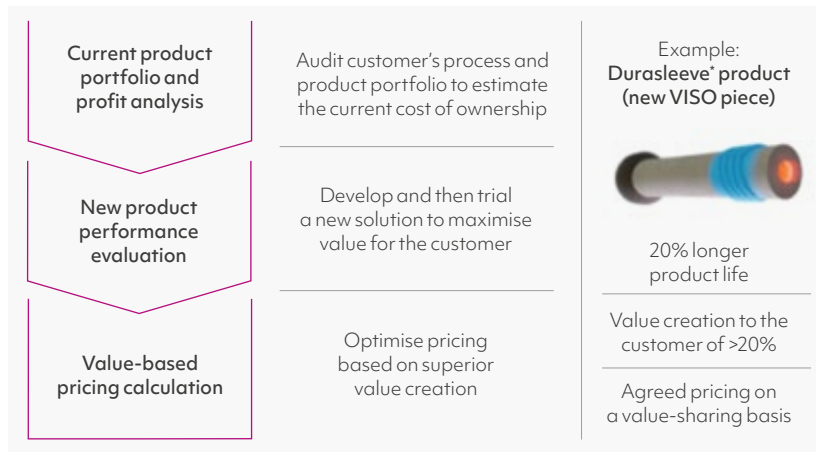 Current product
portfolio and
profit analysis
Audit customer’s process and
product portfolio to estimate
the current cost of ownership
New product
performance
evaluation
Develop and then trial
a new solution to maximise
value for the customer
Value-based
pricing calculation
Optimise pricing
based on superior
value creation
Example:
Durasleeve* product
(new VISO piece)
20% longer
product life
Value creation to the
customer of >20%
Agreed pricing on
a value-sharing basis